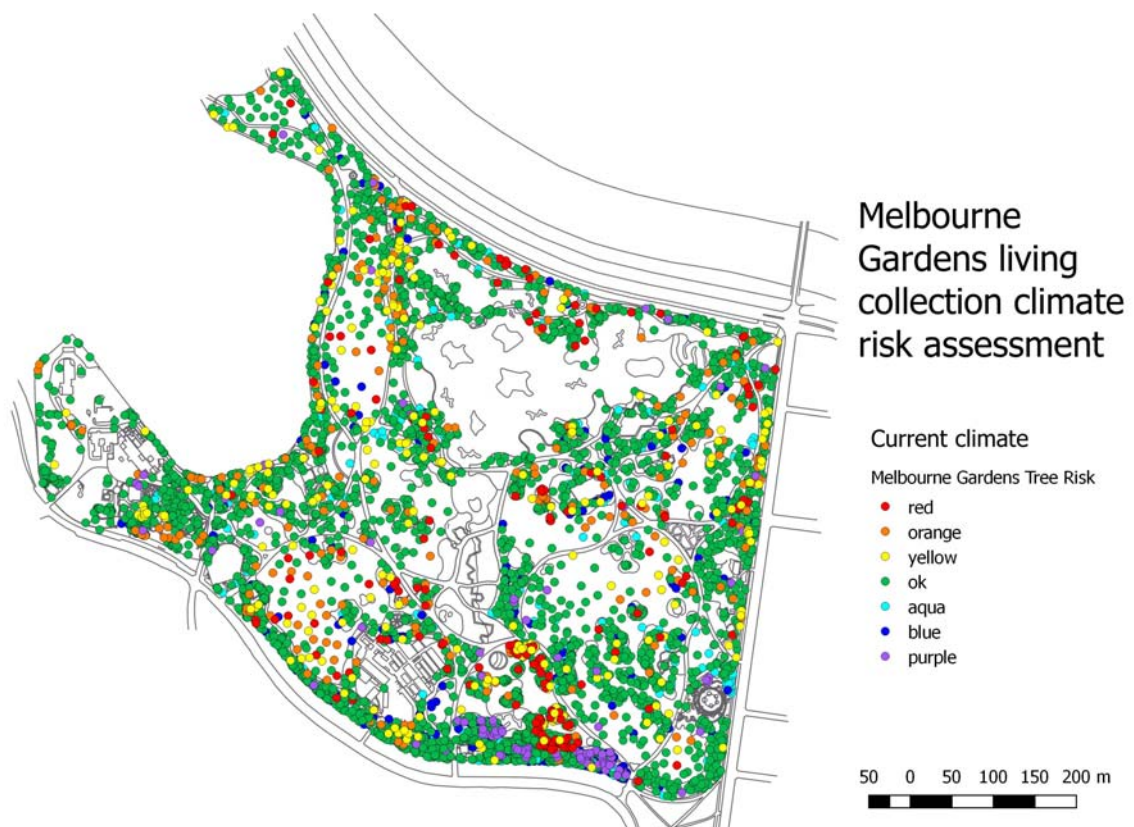 Melbourne
Gardens living
collection climate
risk assessment
Current climate
Melbourne Gardens Tree Risk
red
orange
yellow
ok
aqua
blue
purple
50 0 50 100 150 200 m